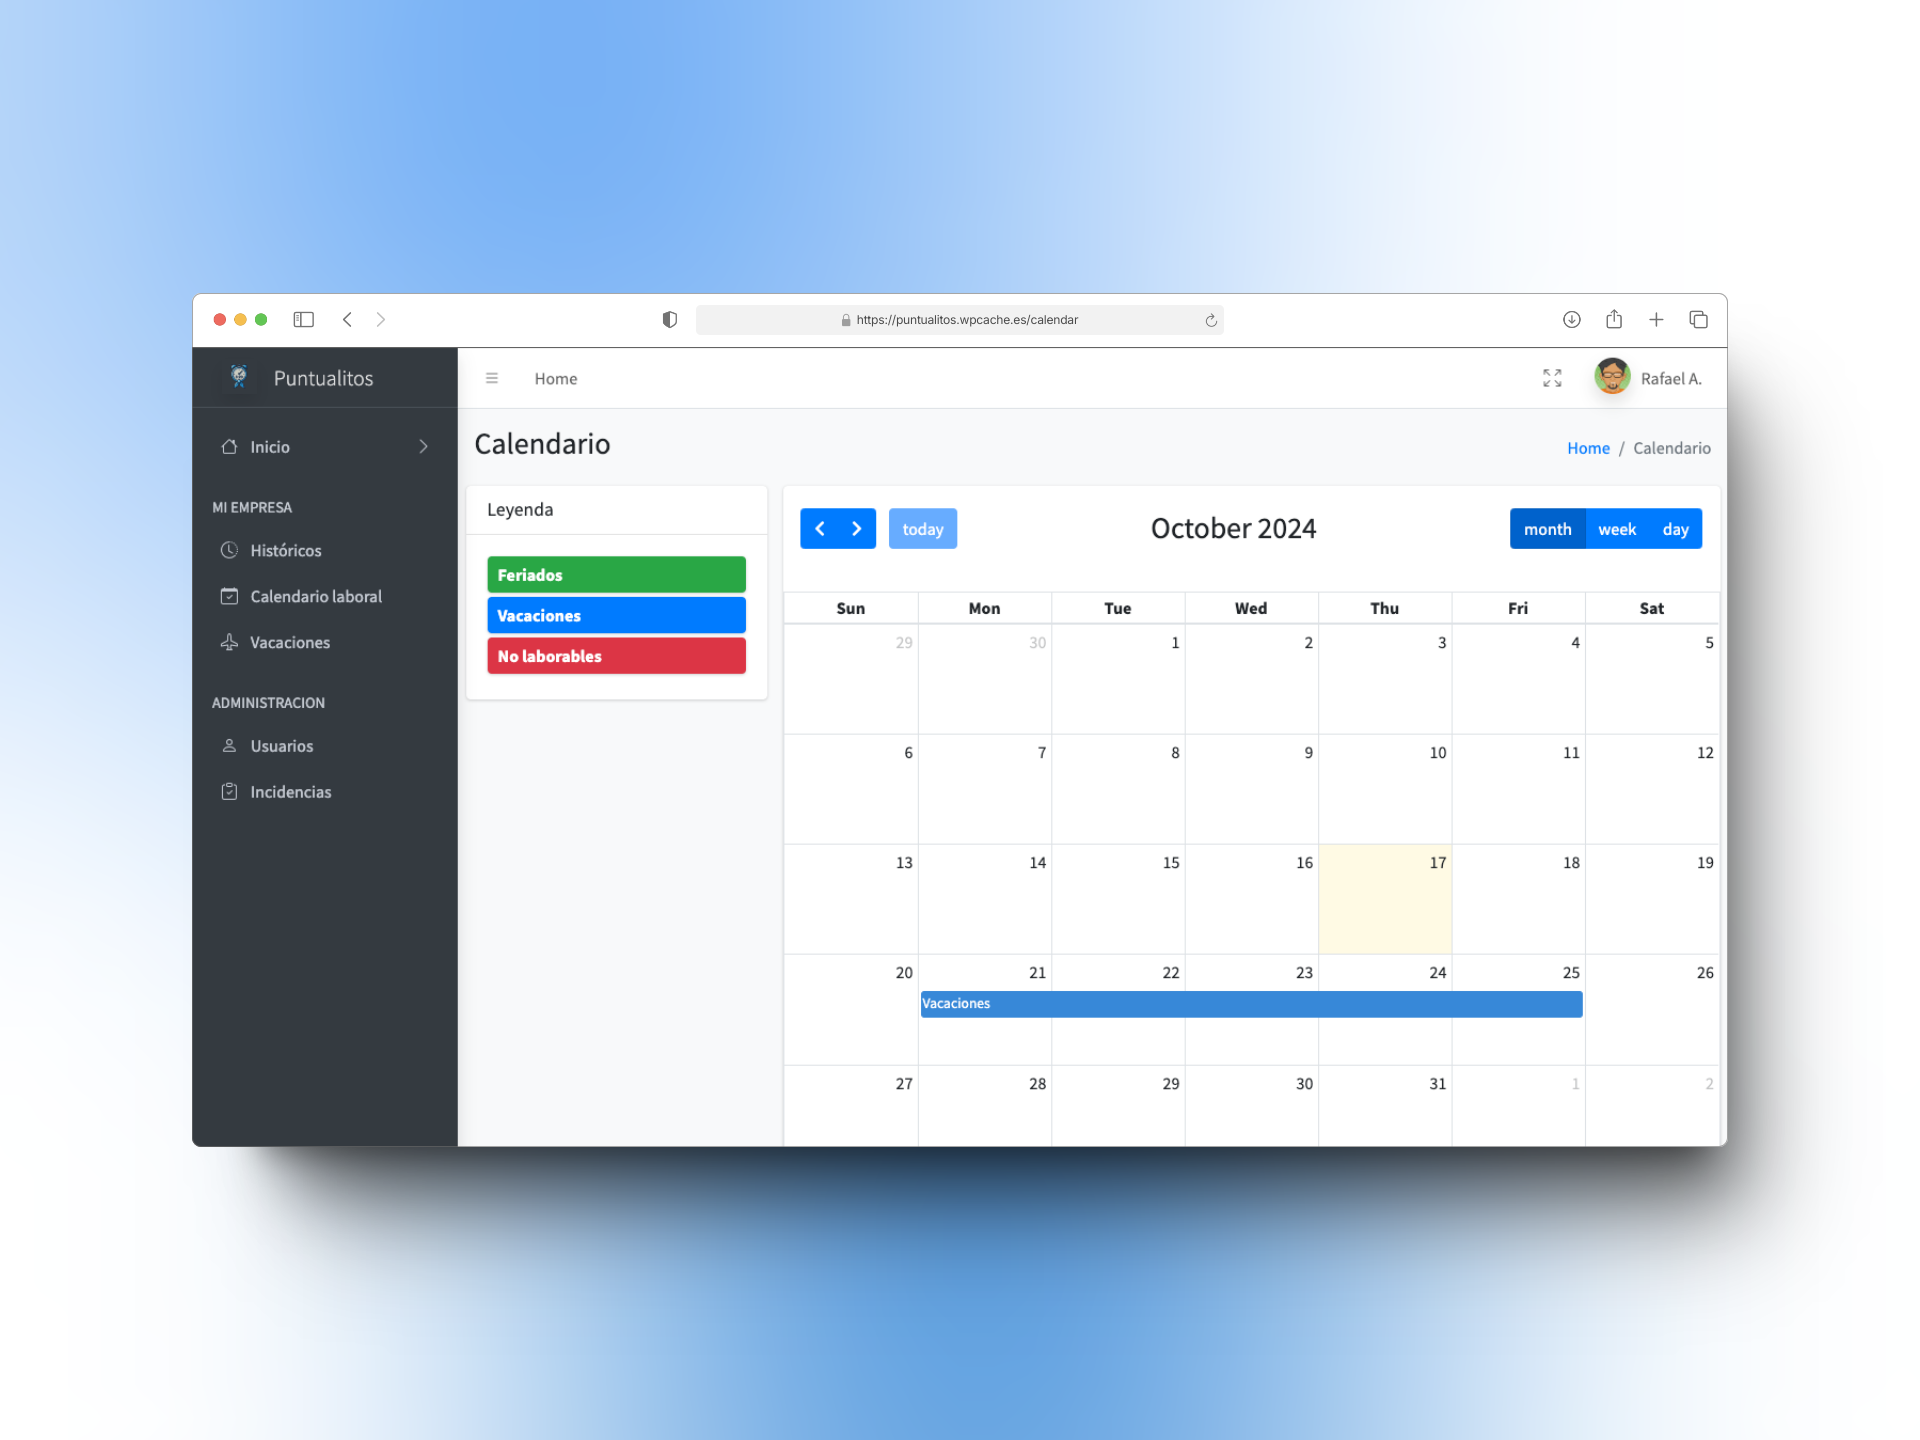 https://puntualitos.wpcache.es/calendar
Puntualitos
Home
Rafael A.
Inicio
MI EMPRESA
Históricos
Calendario laboral
Vacaciones
ADMINISTRACION
Usuarios
Incidencias
Calendario
Home / Calendario
Leyenda
Feriados
Vacaciones
No laborables
today
October 2024
month week day
Sun Mon Tue Wed Thu Fri Sat
29 30 1 2 3 4 5
6 7 8 9 10 11 12
13 14 15 16 17 18 19
20 21 22 23 24 25 26
Vacaciones
27 28 29 30 31 1 2